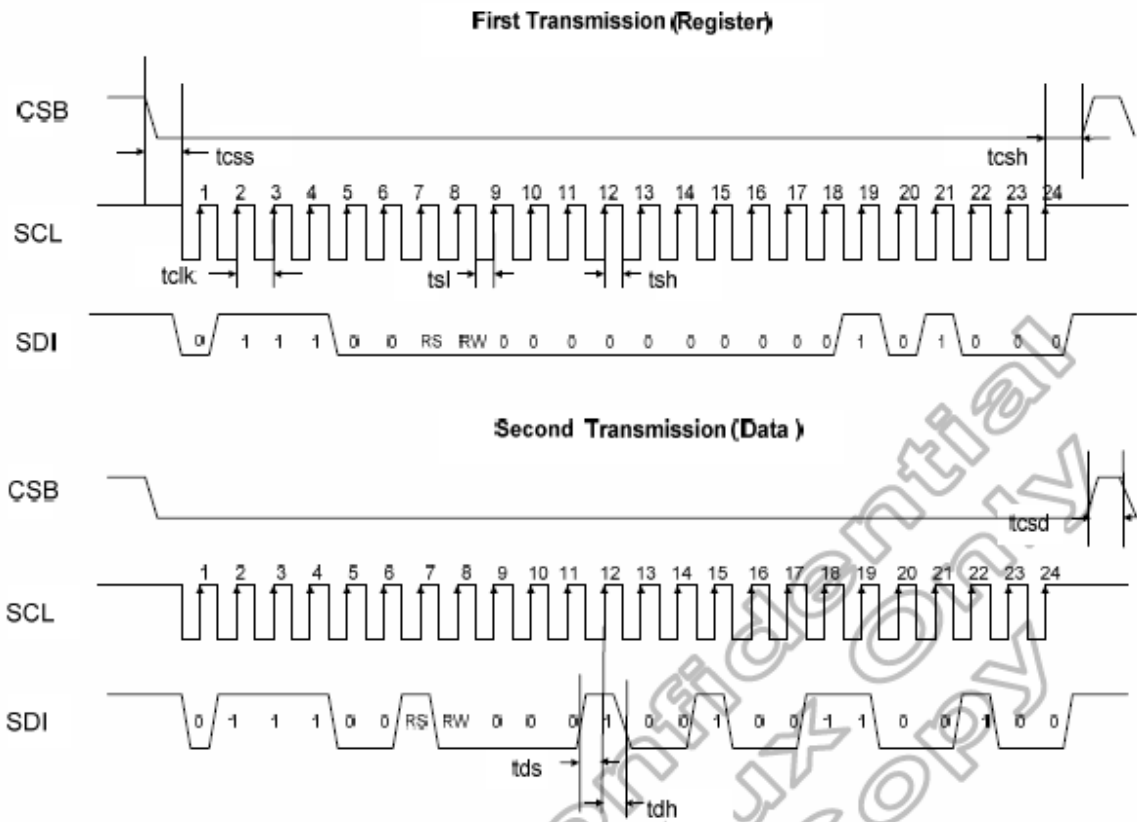 First Transmission (Register)
CSB
tcss
tcsh
1 2 3 4 5 6 7 8 9 10 11 12 13 14 15 16 17 18 19 20 21 22 23 24
SCL
tclk
tsl
tsh
SDI
0 1 1 1 0 0 RS RW 0 0 0 0 0 0 0 0 0 0 1 0 1 0 0 0
Second Transmission (Data )
CSB
tcsd
1 2 3 4 5 6 7 8 9 10 11 12 13 14 15 16 17 18 19 20 21 22 23 24
SCL
SDI
0 1 1 1 0 0 RS RW 0 0 0 1 0 0 1 0 0 1 1 0 0 1 0 0
tds
tdh
Only
Copy